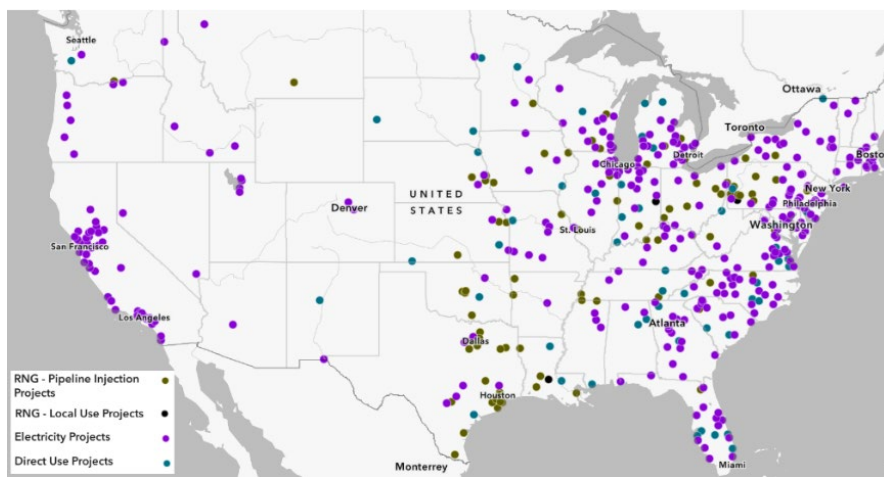 Seattle
Ottawa
Toronto
Boston
Detroit
Chicago
New York
Philadelphia
UNITED
STATES
Denver
Washington
St. Louis
San Francisco
Los Angeles
Atlanta
Dallas
Houston
Miami
Monterrey
RNG - Pipeline Injection
Projects
RNG - Local Use Projects
Electricity Projects
Direct Use Projects